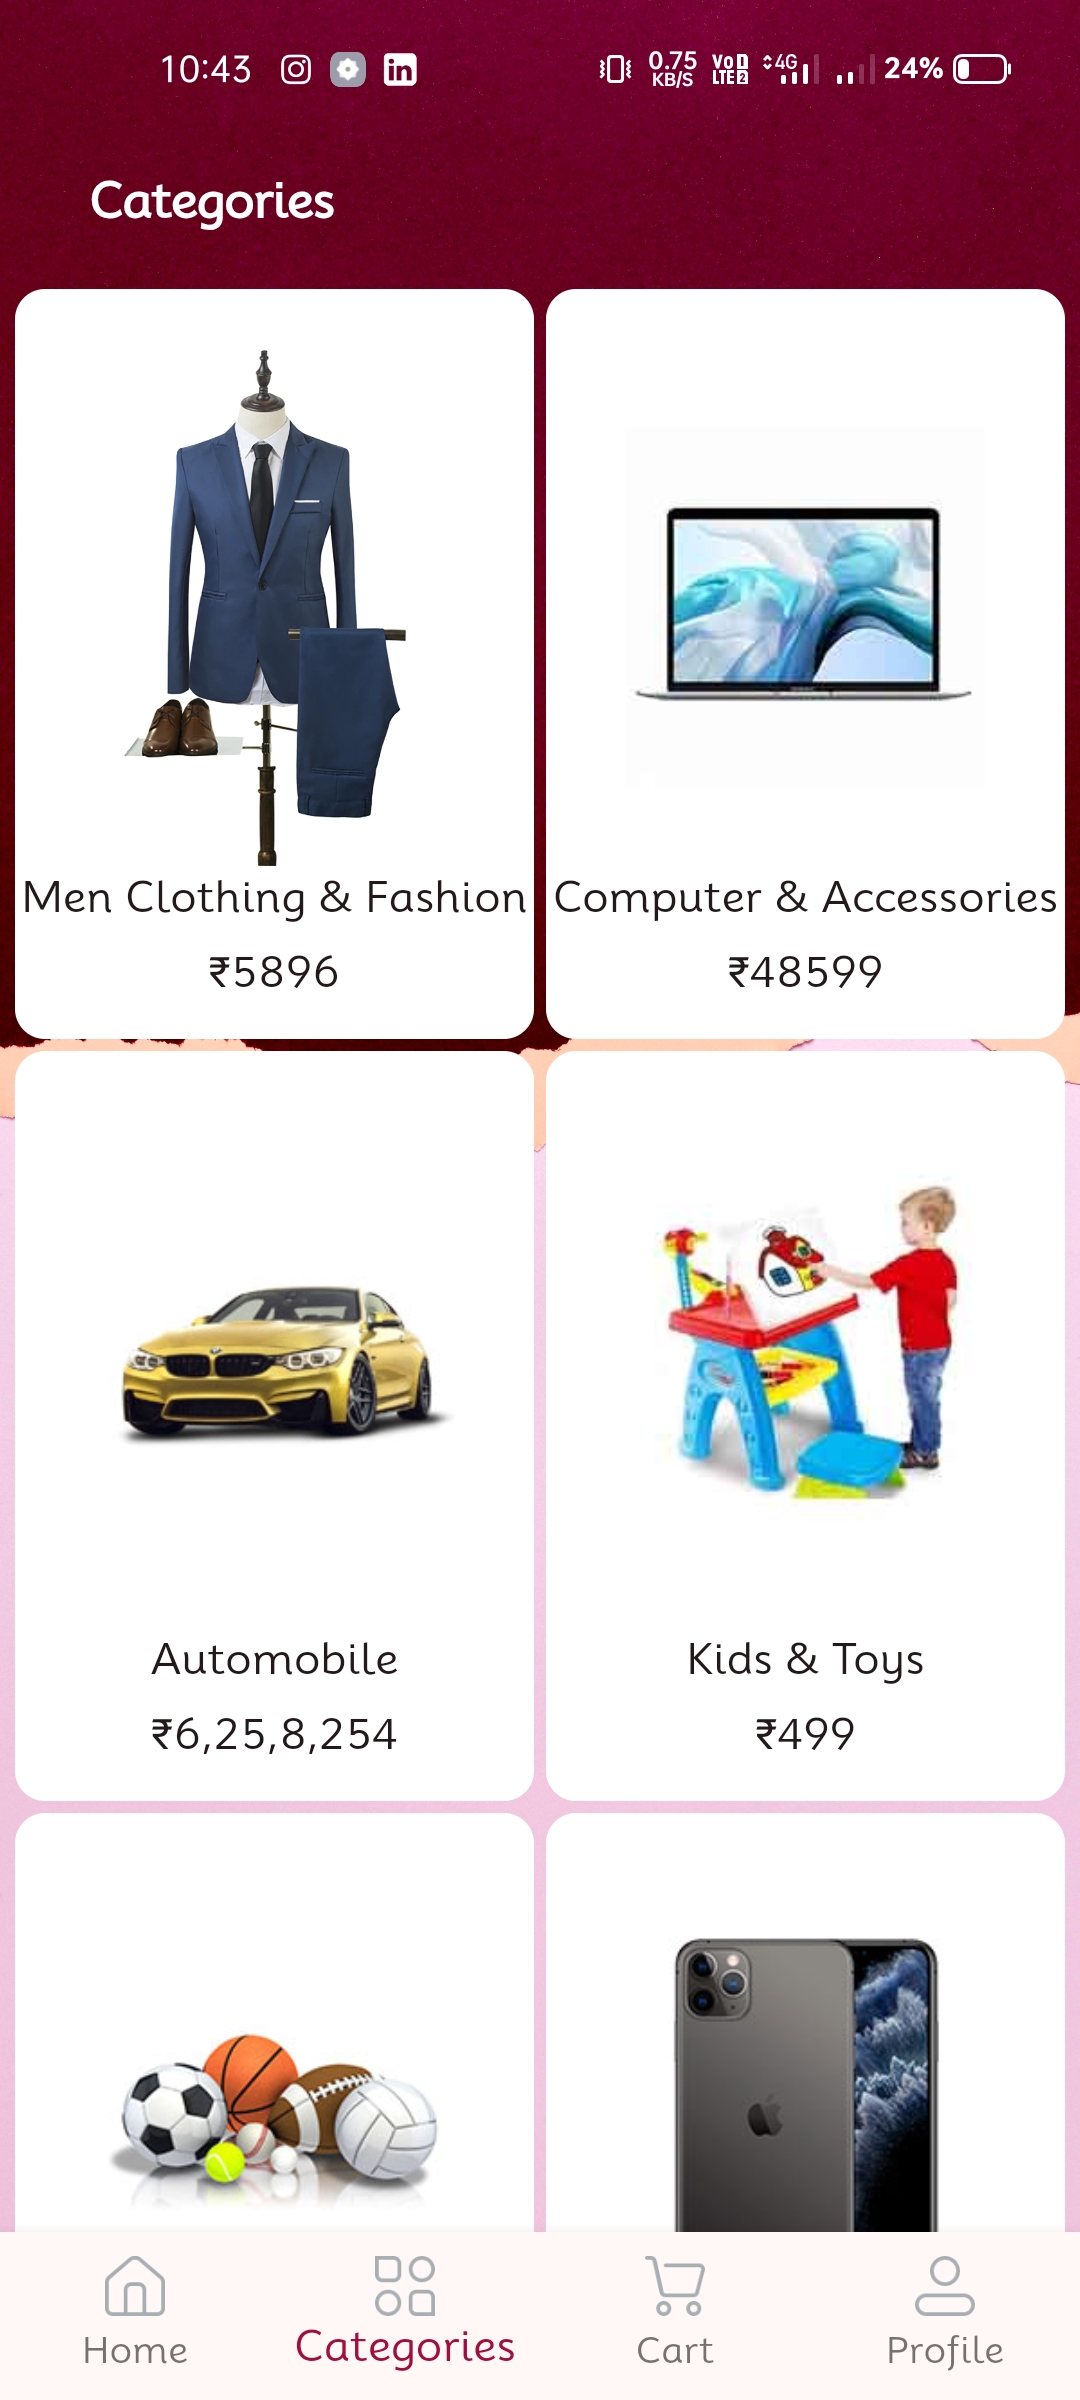 10:43 0.75 KB/S VoD LTE 2 4G 24%
Categories
Men Clothing & Fashion
₹5896
Computer & Accessories
₹48599
Automobile
₹6,25,8,254
Kids & Toys
₹499
Home
Categories
Cart
Profile